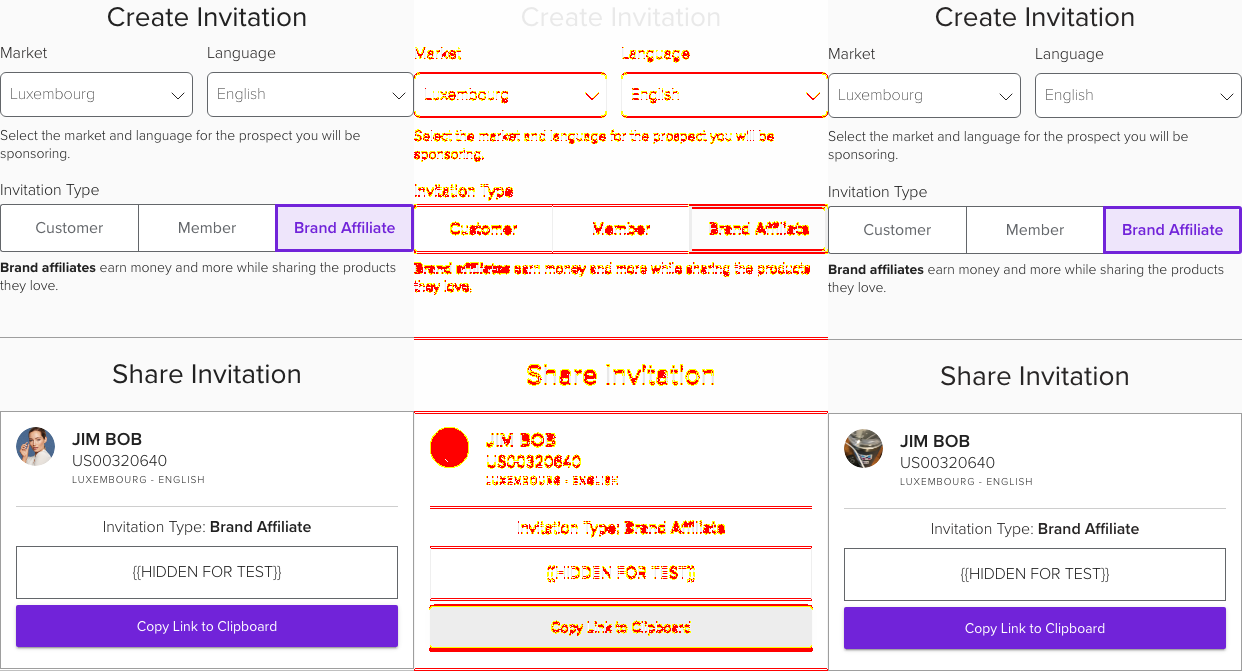 Create Invitation
Market Language
Luxembourg English
Select the market and language for the prospect you will be
sponsoring.
Invitation Type
Customer Member Brand Affiliate
Brand affiliates earn money and more while sharing the products
they love.
Share Invitation
JIM BOB
US00320640
LUXEMBOURG - ENGLISH
Invitation Type: Brand Affiliate
{{HIDDEN FOR TEST}}
Copy Link to Clipboard
Create Invitation
Market Language
Luxembourg English
Select the market and language for the prospect you will be
sponsoring.
Invitation Type
Customer Member Brand Affiliate
Brand affiliates earn money and more while sharing the products
they love.
Share Invitation
JIM BOB
US00320640
LUXEMBOURG - ENGLISH
Invitation Type: Brand Affiliate
{{HIDDEN FOR TEST}}
Copy Link to Clipboard
Create Invitation
Market Language
Luxembourg English
Select the market and language for the prospect you will be
sponsoring.
Invitation Type
Customer Member Brand Affiliate
Brand affiliates earn money and more while sharing the products
they love.
Share Invitation
JIM BOB
US00320640
LUXEMBOURG - ENGLISH
Invitation Type: Brand Affiliate
{{HIDDEN FOR TEST}}
Copy Link to Clipboard